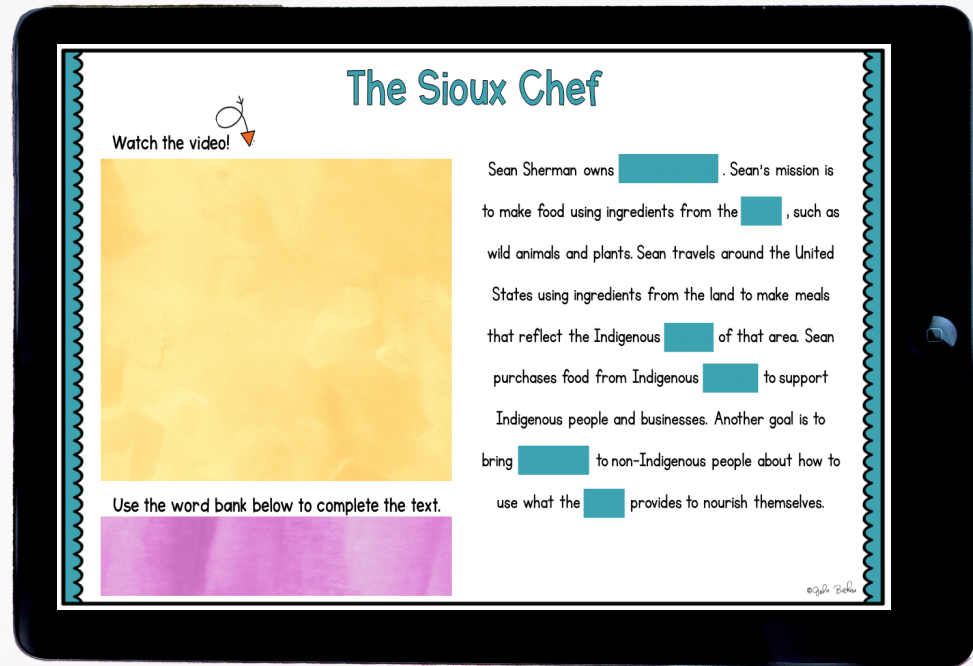 The Sioux Chef
Watch the video!
Sean Sherman owns . Sean's mission is
to make food using ingredients from the , such as
wild animals and plants. Sean travels around the United
States using ingredients from the land to make meals
that reflect the Indigenous of that area. Sean
purchases food from Indigenous to support
Indigenous people and businesses. Another goal is to
bring to non-Indigenous people about how to
use what the provides to nourish themselves.
Use the word bank below to complete the text.